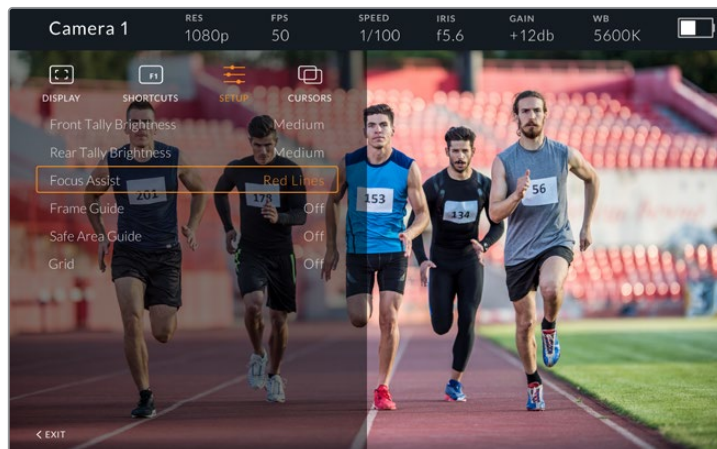 Camera 1
RES
1080p
FPS
50
SPEED
1/100
IRIS
f5.6
GAIN
+12db
WB
5600K
DISPLAY
F1
SHORTCUTS
SETUP
CURSORS
Front Tally Brightness Medium
Rear Tally Brightness Medium
Focus Assist Red Lines
Frame Guide Off
Safe Area Guide Off
Grid Off
201
178
153
134
56
< EXIT